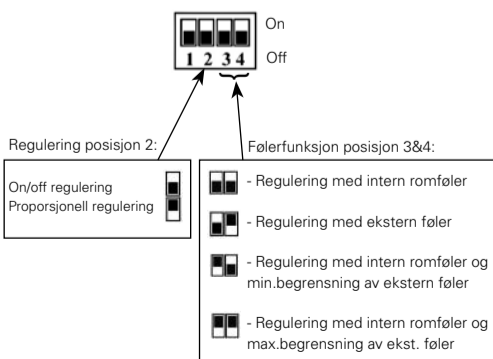 On
1 2 3 4 Off
Regulering posisjon 2:
On/off regulering
Proporsjonell regulering
Følerfunksjon posisjon 3&4:
- Regulering med intern romføler
- Regulering med ekstern føler
- Regulering med intern romføler og
min.begrensning av ekstern føler
- Regulering med intern romføler og
max.begrensning av ekst. føler